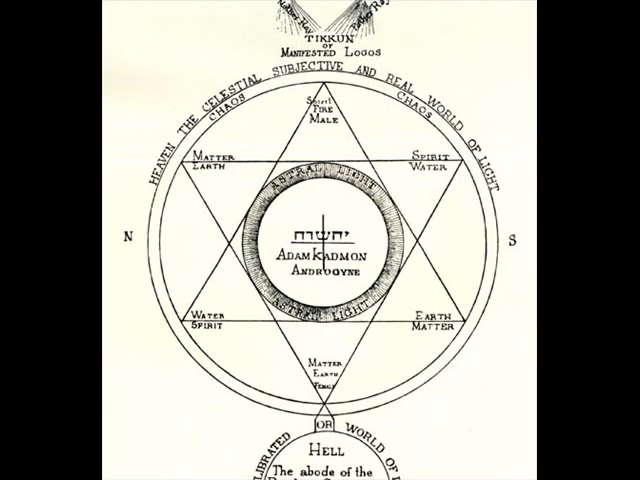 TIKKUN
OR
MANIFESTED LOGOS
HEAVEN THE CELESTIAL SUBJECTIVE AND REAL WORLD OF LIGHT
CHAOS
CHAOS
Spirit
FIRE
MALE
MATTER
EARTH
SPIRIT
WATER
ASTRAL LIGHT
N
S
יהשוה
ADAM KADMON
ANDROGYNE
ASTRAL LIGHT
WATER
SPIRIT
EARTH
MATTER
MATTER
EARTH
OR
WORLD OF
HELL
The abode of the